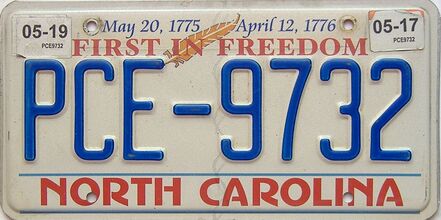 05-19
PCE9732
May 20, 1775 April 12, 1776
05-17
PCE9732
FIRST IN FREEDOM
PCE-9732
NORTH CAROLINA